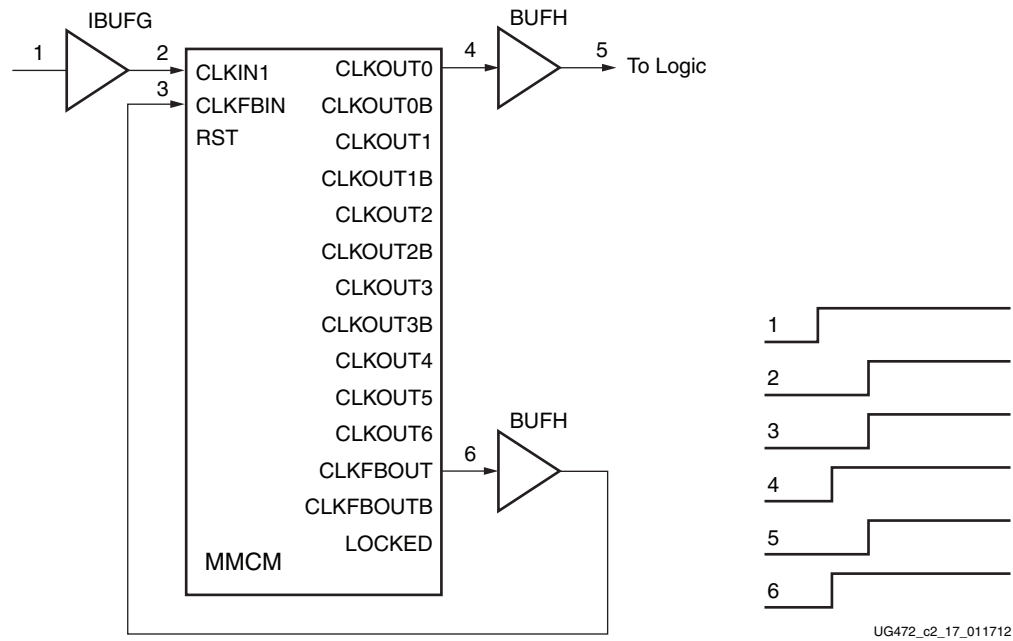 IBUFG
BUFH
1
2
3
4
5
To Logic
CLKIN1
CLKFBIN
RST
CLKOUT0
CLKOUT0B
CLKOUT1
CLKOUT1B
CLKOUT2
CLKOUT2B
CLKOUT3
CLKOUT3B
CLKOUT4
CLKOUT5
CLKOUT6
CLKFBOUT
CLKFBOUTB
LOCKED
MMCM
BUFH
6
1
2
3
4
5
6
UG472_c2_17_011712